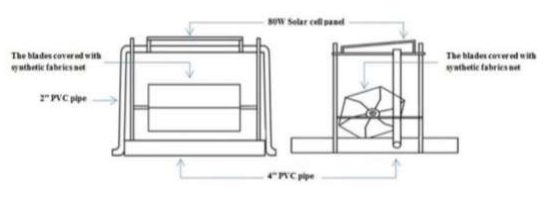 80W Solar cell panel
The blades covered with
synthetic fabrics net
The blades covered with
synthetic fabrics net
2" PVC pipe
4" PVC pipe